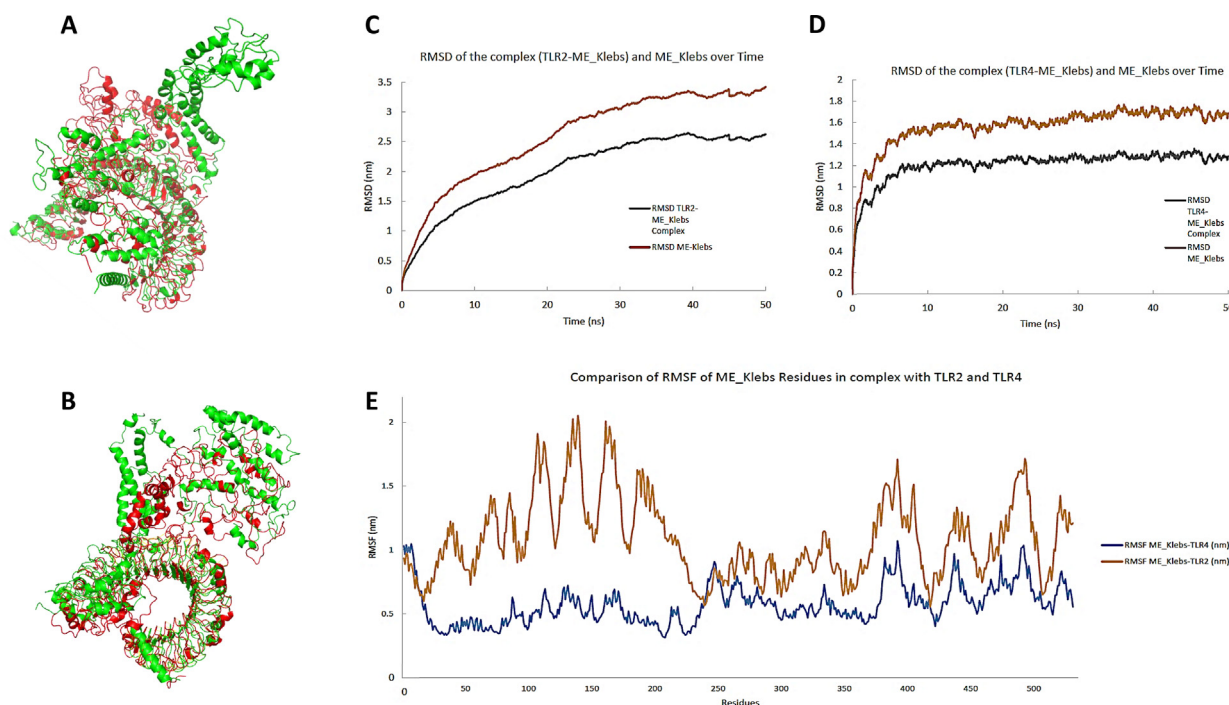 A
B
C
RMSD of the complex (TLR2-ME_Klebs) and ME_Klebs over Time
RMSD (nm)
3.5
3
2.5
2
1.5
1
0.5
0
0 10 20 30 40 50
Time (ns)
RMSD TLR2-
ME_Klebs
Complex
RMSD ME-Klebs
D
RMSD of the complex (TLR4-ME_Klebs) and ME_Klebs over Time
RMSD (nm)
2
1.8
1.6
1.4
1.2
1
0.8
0.6
0.4
0.2
0
0 10 20 30 40 50
Time (ns)
RMSD
TLR4-
ME_Klebs
Complex
RMSD
ME_Klebs
E
Comparison of RMSF of ME_Klebs Residues in complex with TLR2 and TLR4
RMSF (nm)
2
1.5
1
0.5
0
0 50 100 150 200 250 300 350 400 450 500
Residues
RMSF ME_Klebs-TLR4 (nm)
RMSF ME_Klebs-TLR2 (nm)